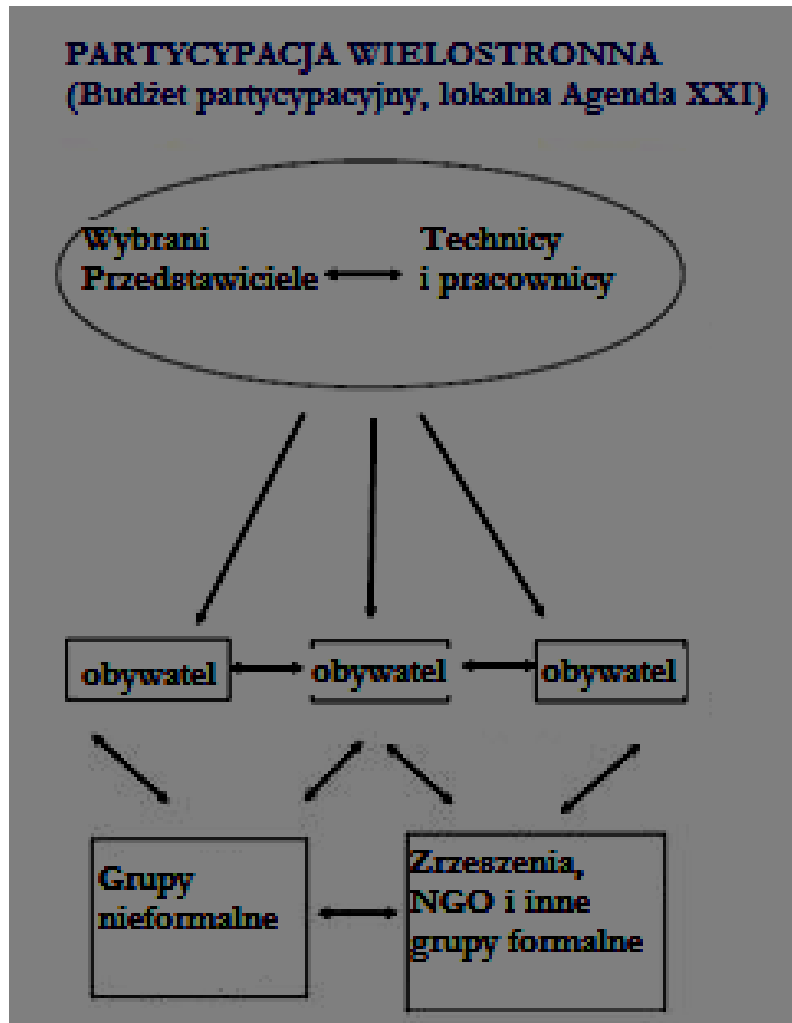 PARTYCYPACJA WIELOSTRONNA
(Budżet partycypacyjny, lokalna Agenda XXI)
Wybrani
Przedstawiciele
Technicy
i pracownicy
obywatel
obywatel
obywatel
Grupy
nieformalne
Zrzeszenia,
NGO i inne
grupy formalne